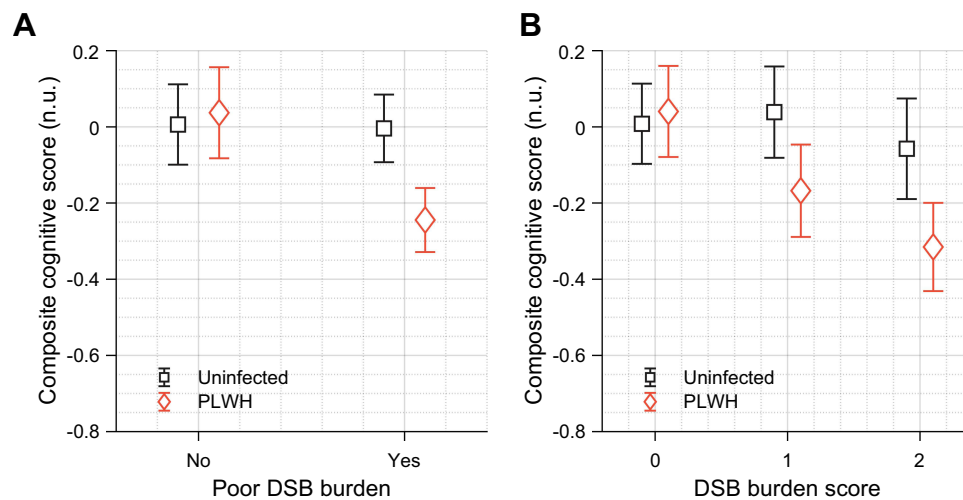 A
Composite cognitive score (n.u.)
0.2
0
-0.2
-0.4
-0.6
-0.8
Uninfected
PLWH
No
Yes
Poor DSB burden
B
Composite cognitive score (n.u.)
0.2
0
-0.2
-0.4
-0.6
-0.8
Uninfected
PLWH
0
1
2
DSB burden score